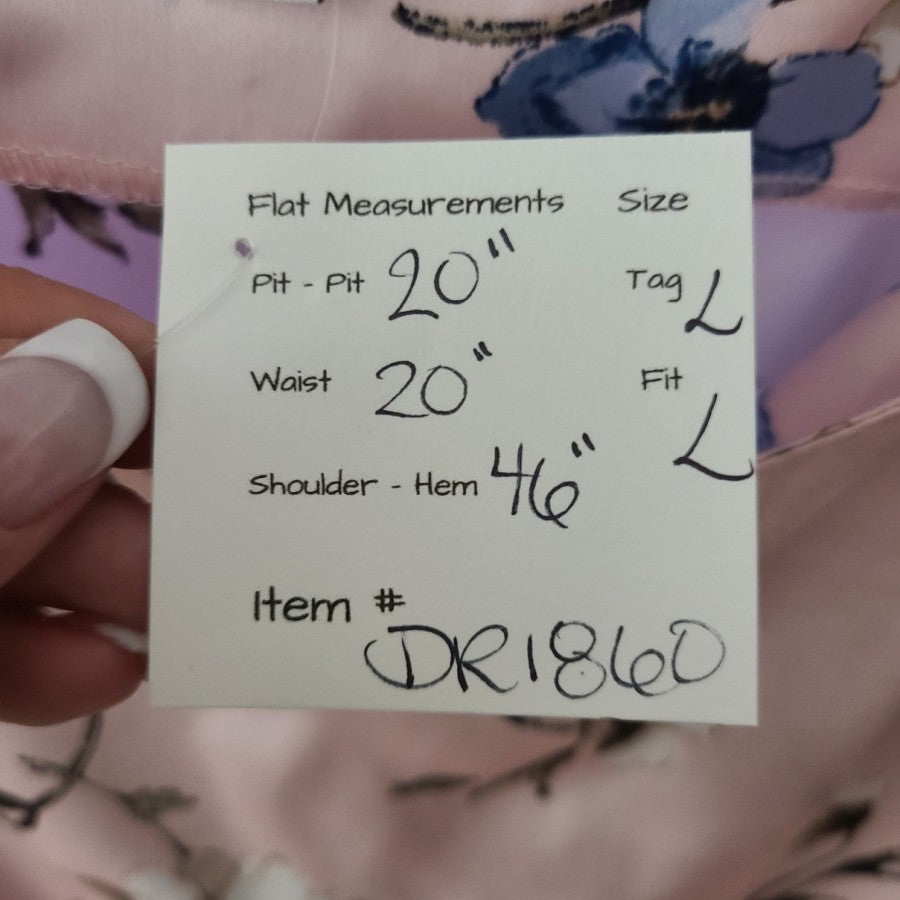 Flat Measurements Size
Pit - Pit 20" Tag L
Waist 20" Fit L
Shoulder - Hem 46"
Item #
DR1860